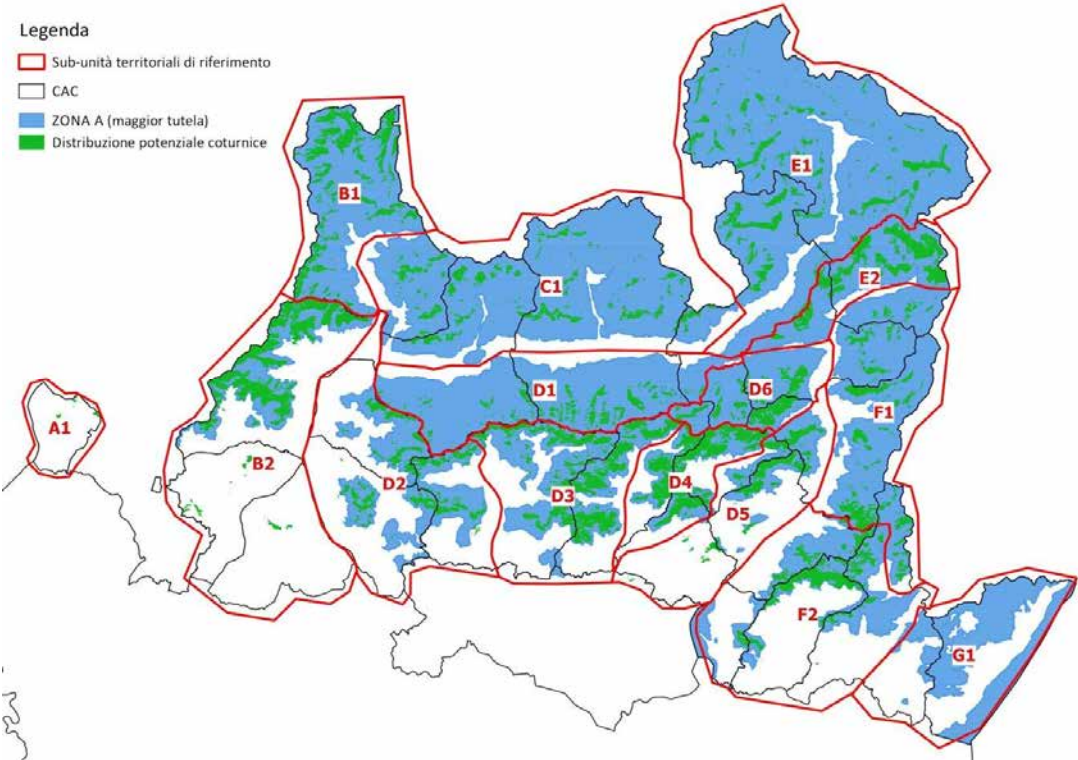 Legenda
Sub-unità territoriali di riferimento
CAC
ZONA A (maggior tutela)
Distribuzione potenziale coturnice
E1
B1
E2
C1
D1
D6
F1
A1
B2
D2
D3
D4
D5
F2
G1